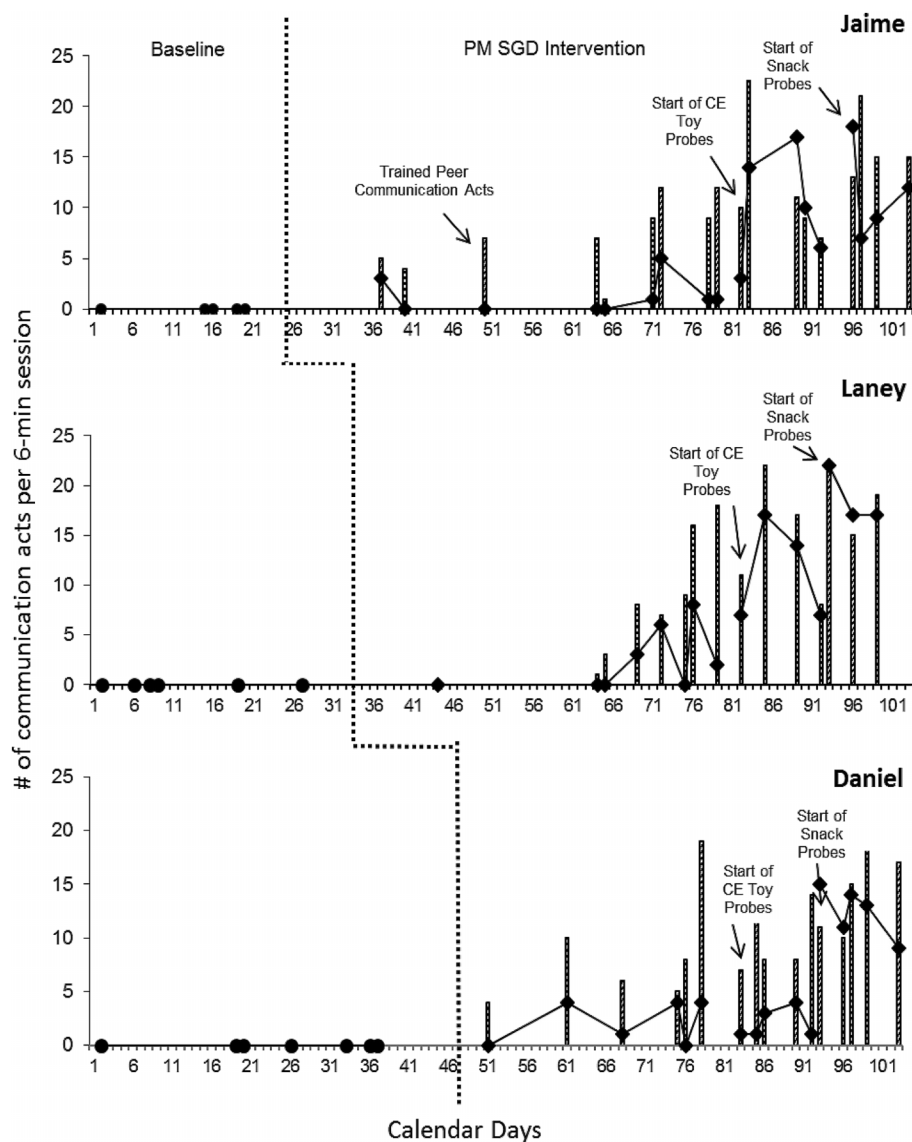 Jaime
Baseline
PM SGD Intervention
Start of
Snack
Probes
Start of CE
Toy
Probes
Trained Peer
Communication Acts
25
20
15
10
5
0
1 6 11 16 21 26 31 36 41 46 51 56 61 66 71 76 81 86 91 96 101
Laney
Start of
Snack
Probes
Start of CE
Toy
Probes
25
20
15
10
5
0
1 6 11 16 21 26 31 36 41 46 51 56 61 66 71 76 81 86 91 96 101
Daniel
Start of
Snack
Probes
Start of
CE Toy
Probes
25
20
15
10
5
0
1 6 11 16 21 26 31 36 41 46 51 56 61 66 71 76 81 86 91 96 101
# of communication acts per 6-min session
Calendar Days